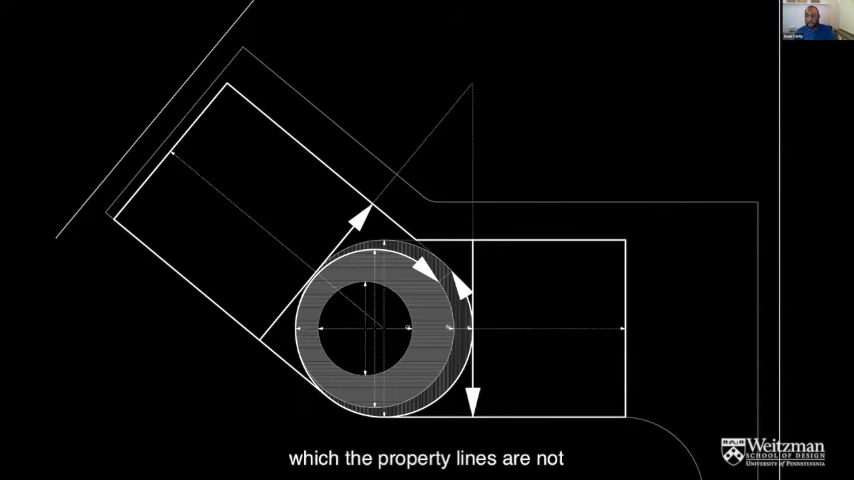 which the property lines are not
Weitzman
SCHOOL OF DESIGN
UNIVERSITY of PENNSYLVANIA